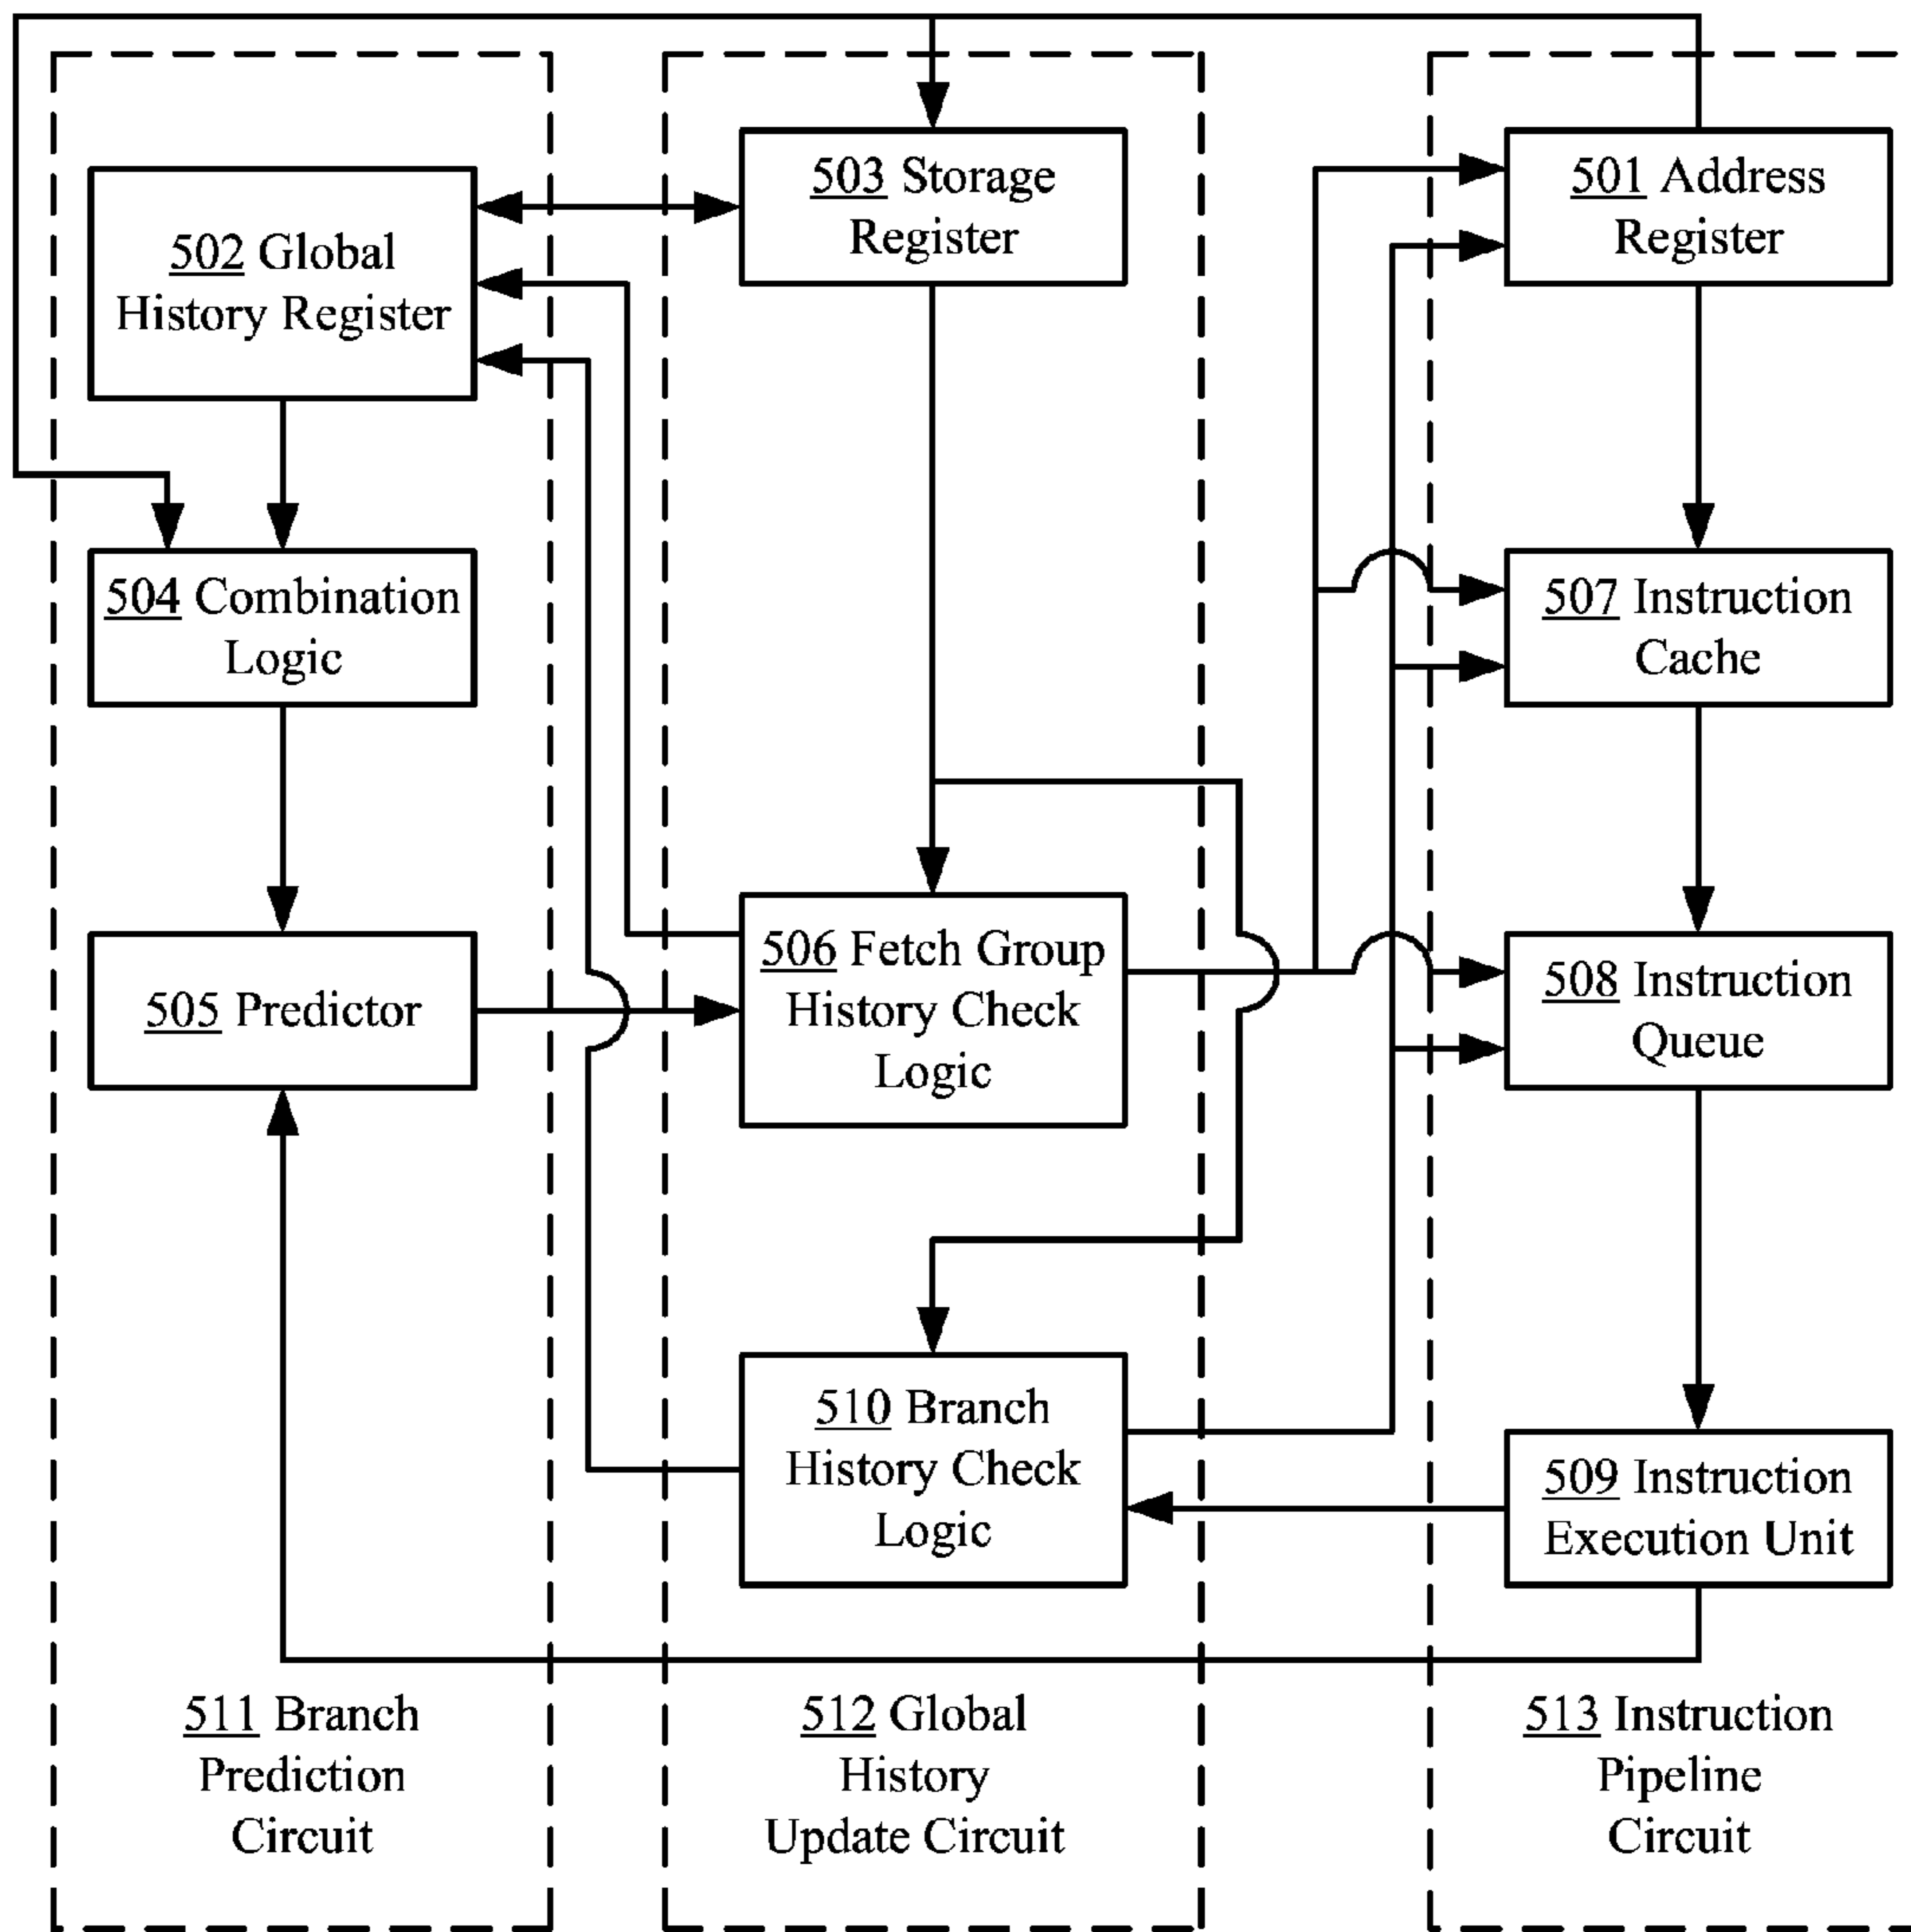 503 Storage
Register
501 Address
Register
502 Global
History Register
504 Combination
Logic
507 Instruction
Cache
505 Predictor
506 Fetch Group
History Check
Logic
508 Instruction
Queue
510 Branch
History Check
Logic
509 Instruction
Execution Unit
511 Branch
Prediction
Circuit
512 Global
History
Update Circuit
513 Instruction
Pipeline
Circuit